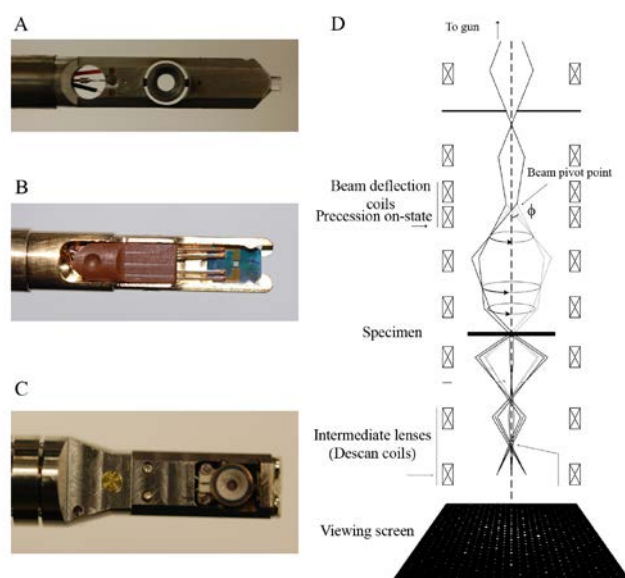 A
B
C
D
To gun
Beam pivot point
Beam deflection
coils
Precession on-state
ϕ
Specimen
Intermediate lenses
(Descan coils)
Viewing screen